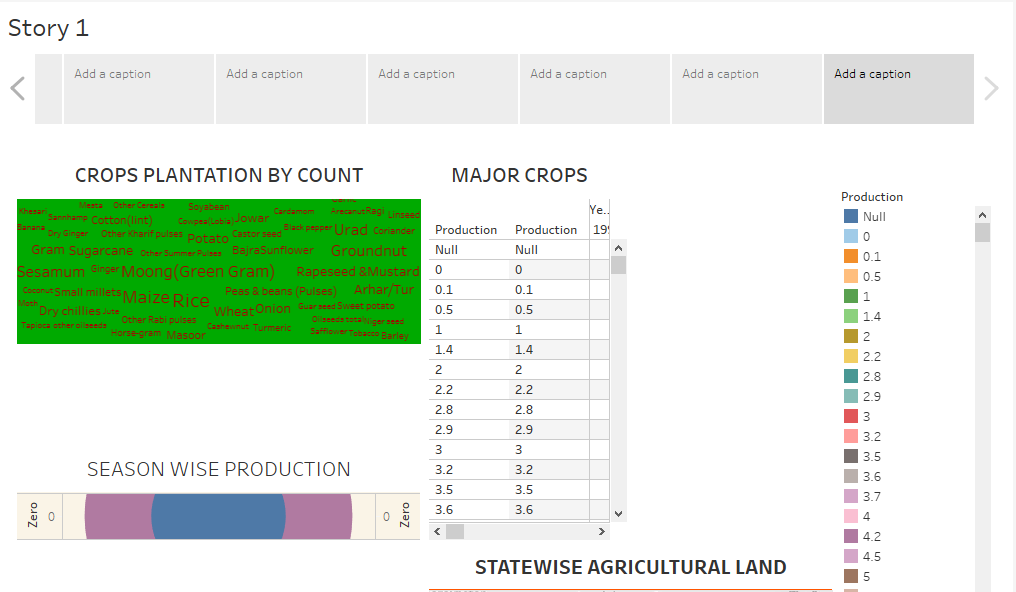 Story 1
Add a caption
Add a caption
Add a caption
Add a caption
Add a caption
Add a caption
CROPS PLANTATION BY COUNT
Khesari
Mesta
Other Cereals
Soyabean
Cardamom
Arecanut
Ragi
Linseed
Sannhamp
Cotton(lint)
Cowpea(Lobia)
Jowar
Banana
Dry Ginger
Other Kharif pulses
Potato
Castor seed
Black pepper
Urad
Coriander
Gram
Sugarcane
Other Summer Pulses
Bajra
Sunflower
Groundnut
Sesamum
Ginger
Moong(Green Gram)
Rapeseed &Mustard
Coconut
Small millets
Maize
Rice
Peas & beans (Pulses)
Arhar/Tur
Moth
Dry chillies
Jute
Wheat
Onion
Guar seed
Sweet potato
Tapioca
other oilseeds
Other Rabi pulses
Cashewnut
Turmeric
Oilseeds total
Niger seed
Horse-gram
Masoor
Safflower
Tobacco
Barley
SEASON WISE PRODUCTION
Zero
0
0
Zero
MAJOR CROPS
Ye..
Production Production 199
Null Null
0 0
0.1 0.1
0.5 0.5
1 1
1.4 1.4
2 2
2.2 2.2
2.8 2.8
2.9 2.9
3 3
3.2 3.2
3.5 3.5
3.6 3.6
STATEWISE AGRICULTURAL LAND
Production
Null
0
0.1
0.5
1
1.4
2
2.2
2.8
2.9
3
3.2
3.5
3.6
3.7
4
4.2
4.5
5